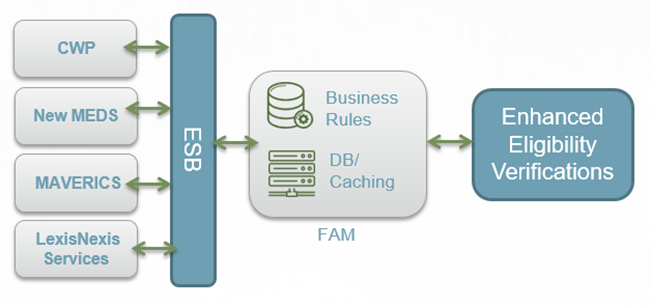 CWP
New MEDS
MAVERICS
LexisNexis
Services
ESB
Business
Rules
DB/
Caching
FAM
Enhanced
Eligibility
Verifications